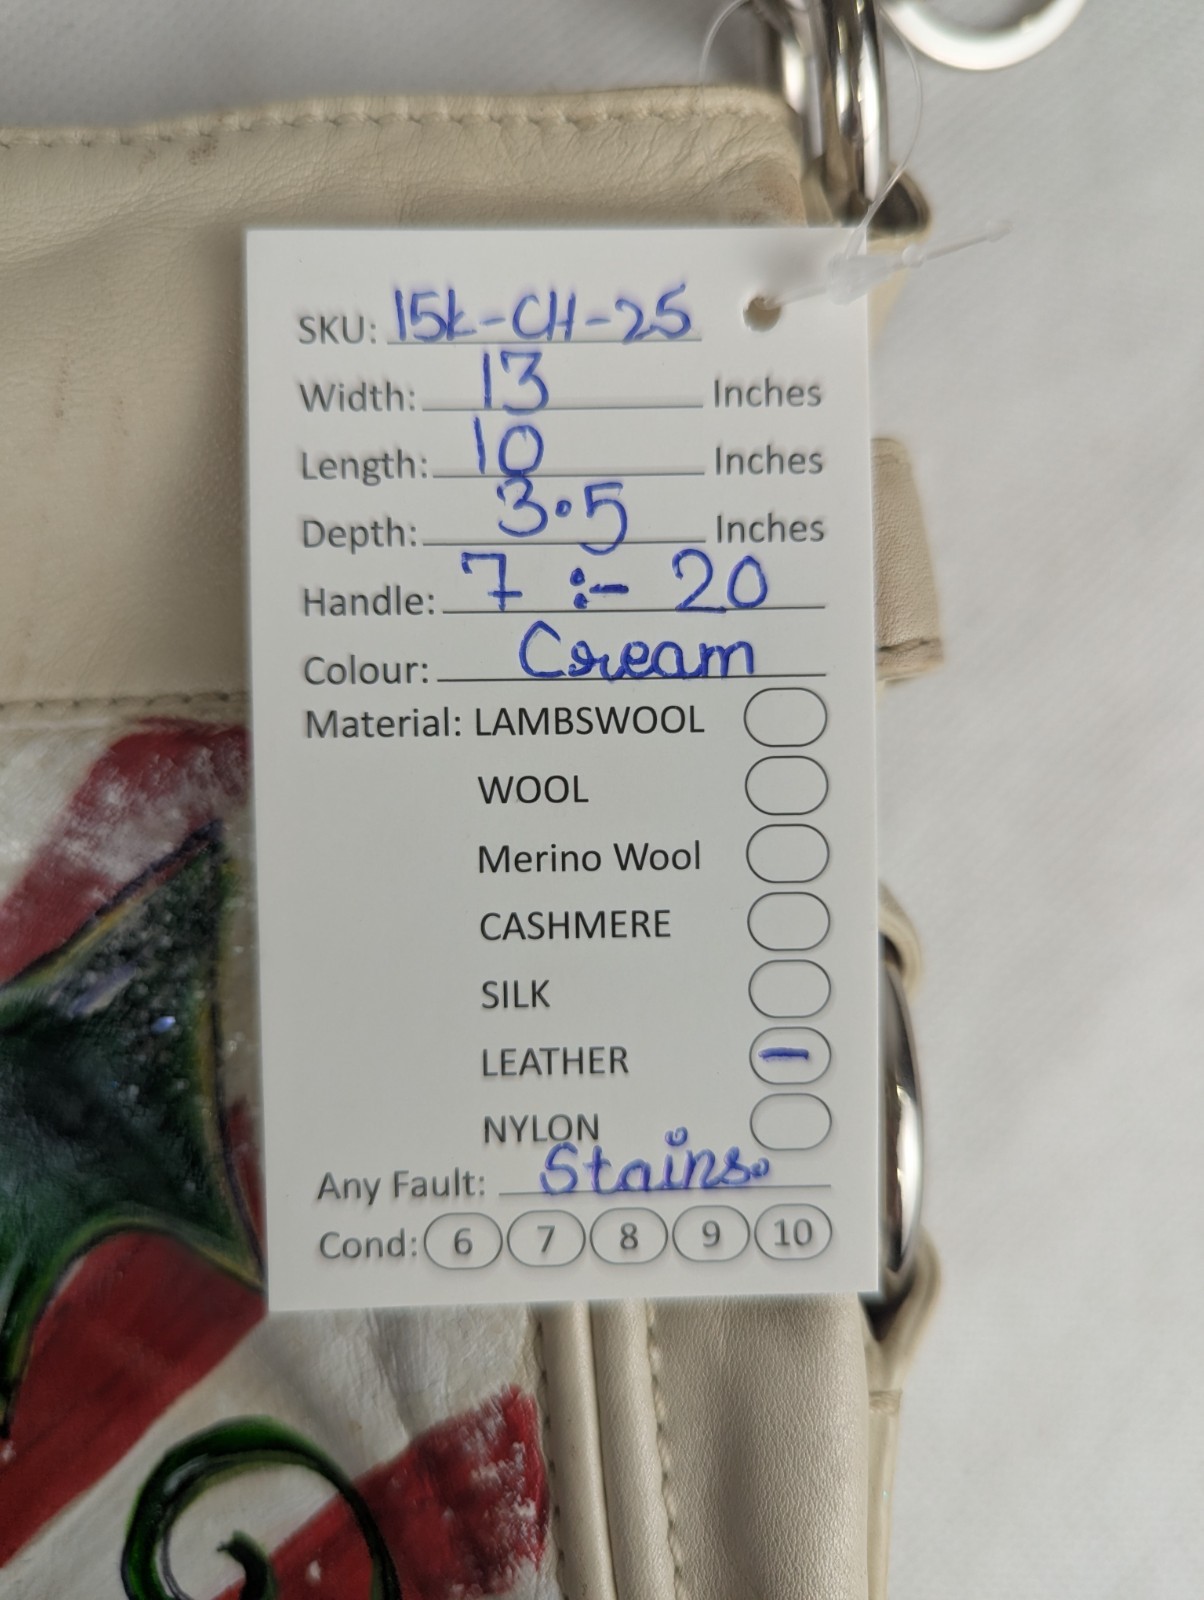 SKU: 15k-CH-25
Width: 13 Inches
Length: 10 Inches
Depth: 3.5 Inches
Handle: 7 :- 20
Colour: Cream
Material: LAMBSWOOL
WOOL
Merino Wool
CASHMERE
SILK
LEATHER –
NYLON
Any Fault: Stains.
Cond: 6 7 8 9 10